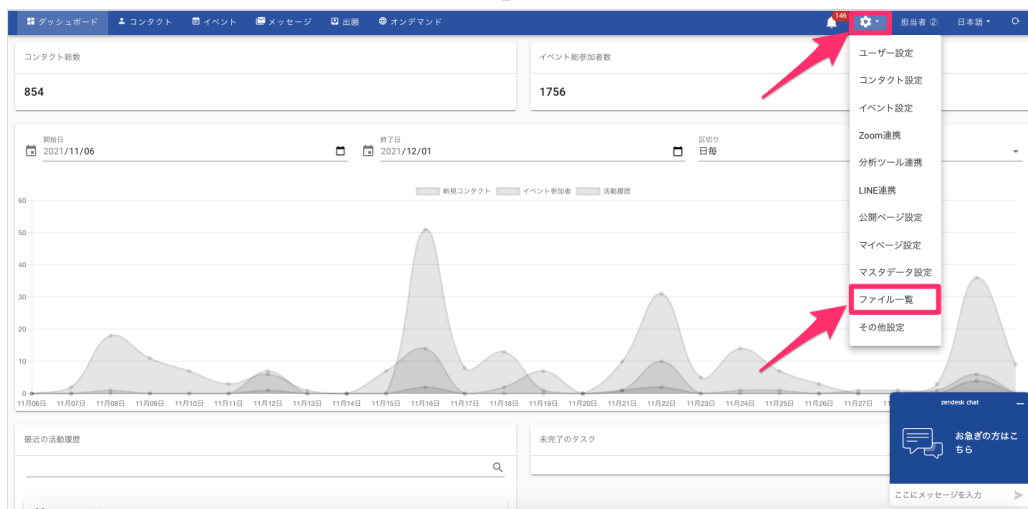 ダッシュボード コンタクト イベント メッセージ 出願 オンデマンド 146 担当者 ② 日本語
コンタクト総数
854
イベント総参加者数
1756
ユーザー設定
コンタクト設定
イベント設定
Zoom連携
分析ツール連携
LINE連携
公開ページ設定
マイページ設定
マスタデータ設定
ファイル一覧
その他設定
開始日
2021/11/06
終了日
2021/12/01
区切り
日毎
新規コンタクト イベント参加者 活動履歴
60
50
40
30
20
10
0
11月06日 11月07日 11月08日 11月09日 11月10日 11月11日 11月12日 11月13日 11月14日 11月15日 11月16日 11月17日 11月18日 11月19日 11月20日 11月21日 11月22日 11月23日 11月24日 11月25日 11月26日 11月27日
最近の活動履歴
未完了のタスク
zendesk chat
お急ぎの方はこ
ちら
ここにメッセージを入力